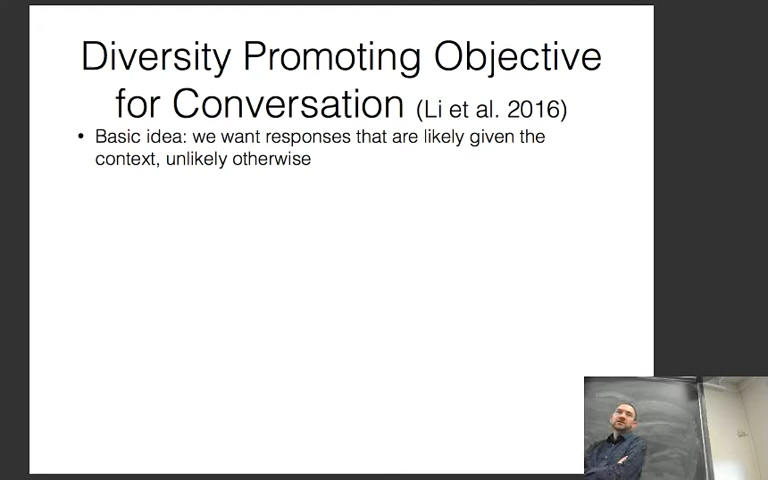 Diversity Promoting Objective
for Conversation (Li et al. 2016)
• Basic idea: we want responses that are likely given the
context, unlikely otherwise